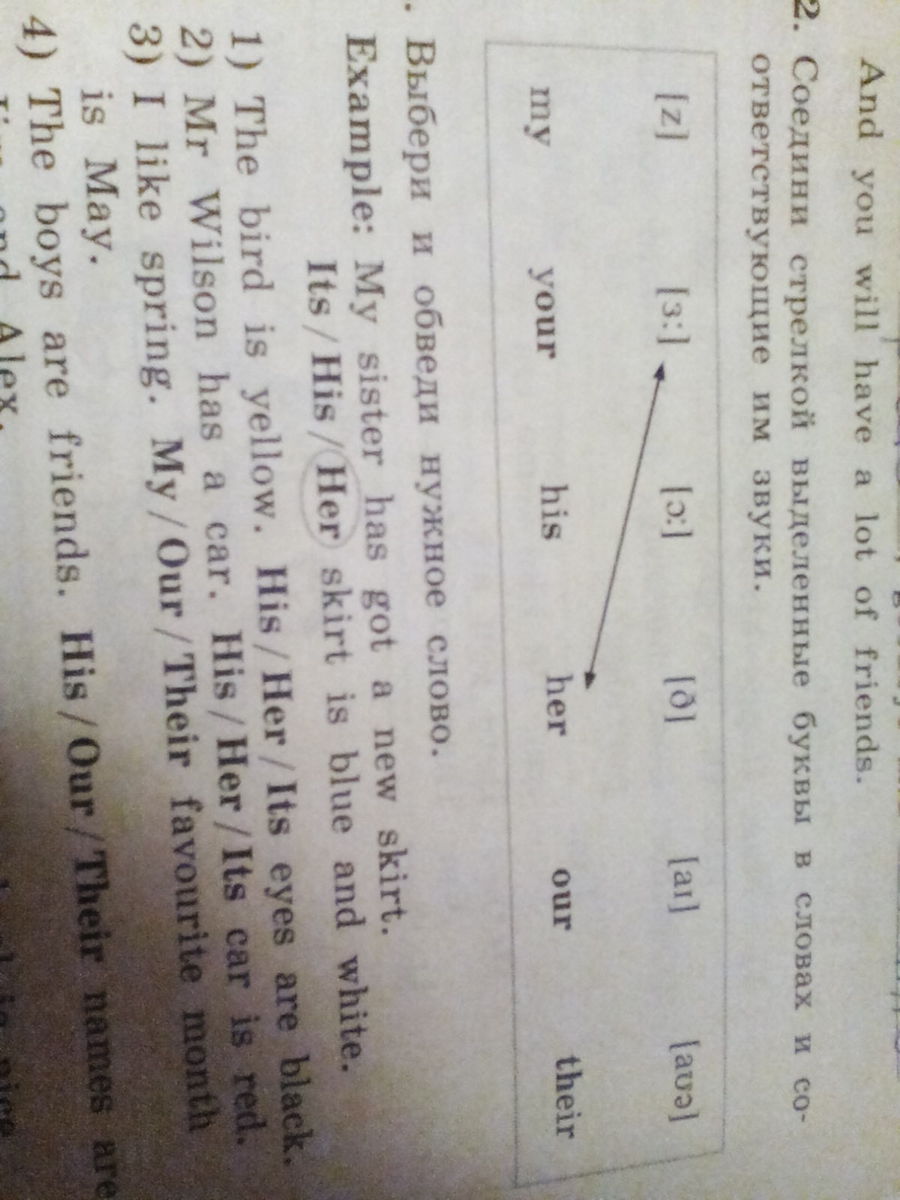 And you will have a lot of friends.
2. Соедини стрелкой выделенные буквы в словах и со-
ответствующие им звуки.
[z] [ɜː] [ɔː] [ð] [aɪ] [aʊə]
my your his her our their
. Выбери и обведи нужное слово.
Example: My sister has got a new skirt.
Its / His / Her skirt is blue and white.
1) The bird is yellow. His / Her / Its eyes are black.
2) Mr Wilson has a car. His / Her / Its car is red.
3) I like spring. My / Our / Their favourite month
is May.
4) The boys are friends. His / Our / Their names are
and Alex.